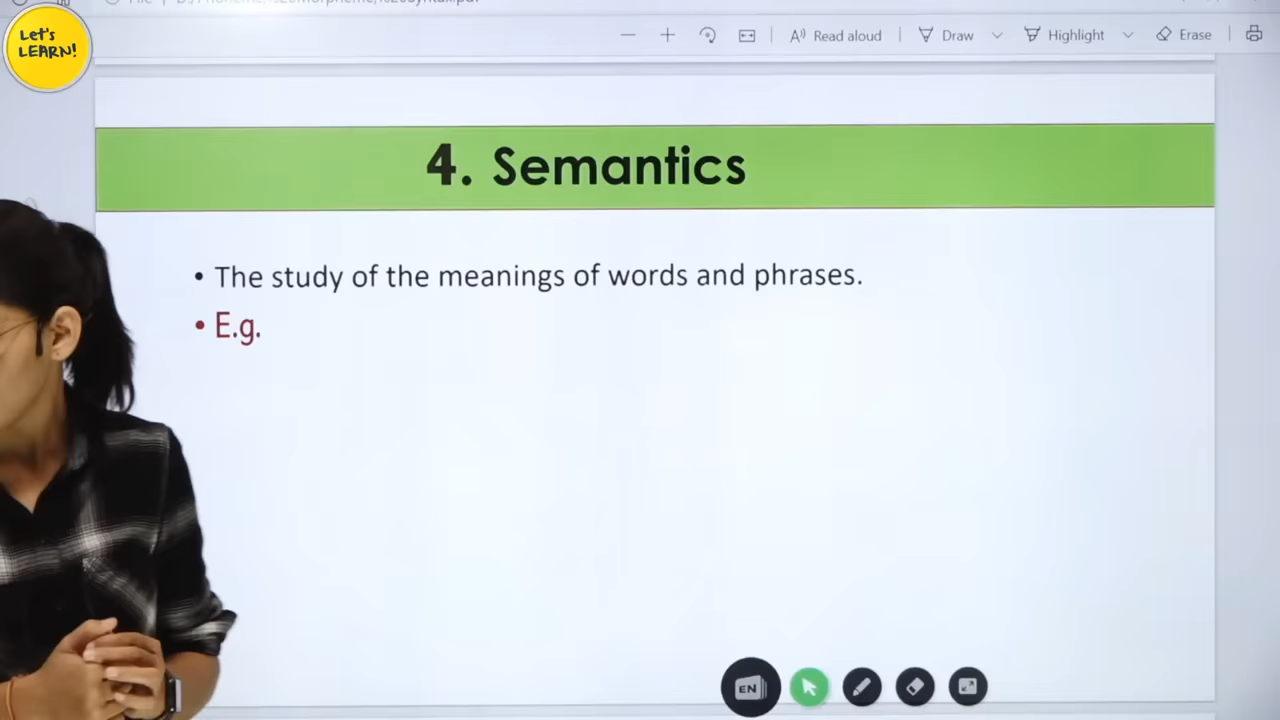 Let's
LEARN!
Read aloud
Draw
Highlight
Erase
4. Semantics
• The study of the meanings of words and phrases.
• E.g.
EN